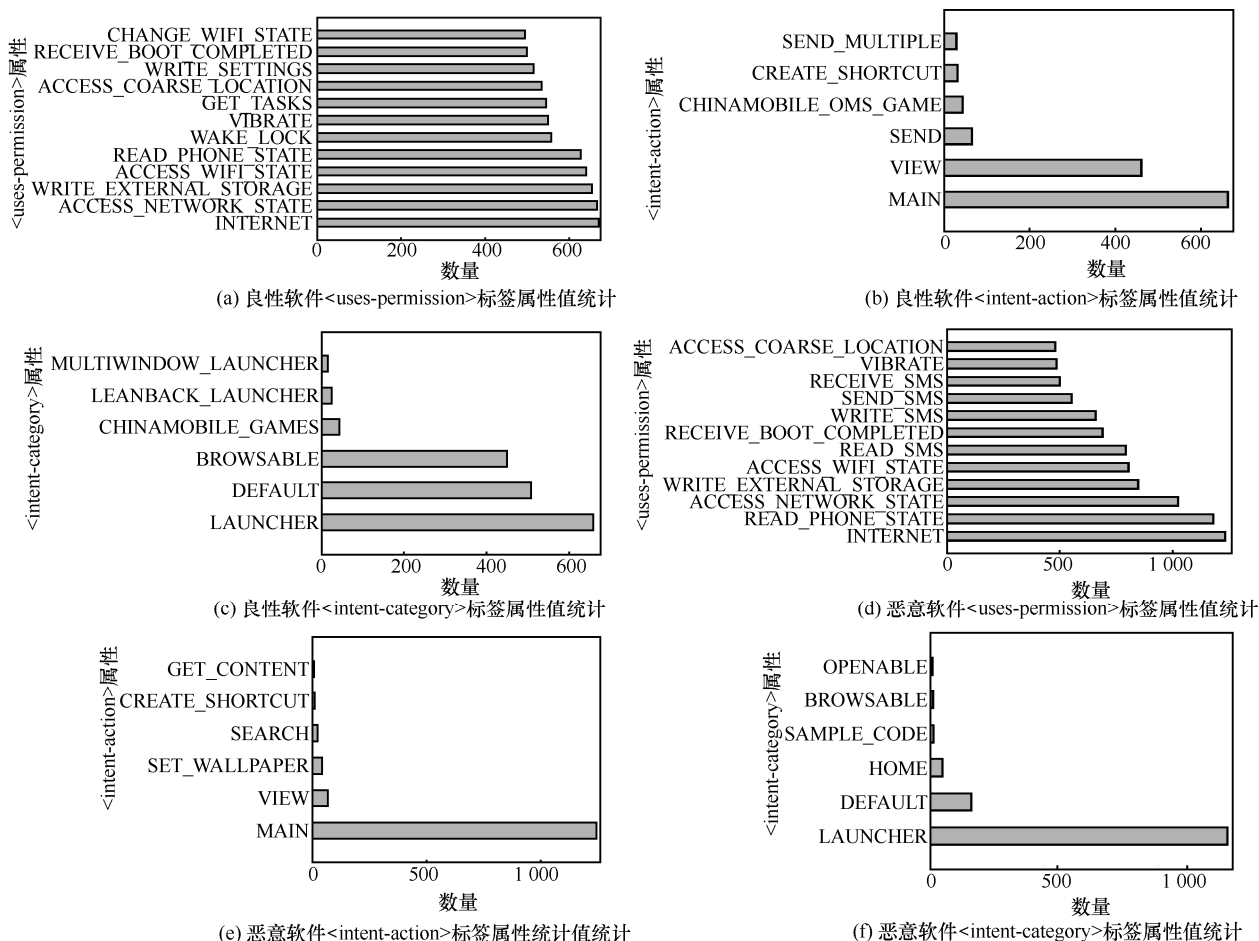 <uses-permission>属性
CHANGE_WIFI_STATE
RECEIVE_BOOT_COMPLETED
WRITE_SETTINGS
ACCESS_COARSE_LOCATION
GET_TASKS
VIBRATE
WAKE_LOCK
READ_PHONE_STATE
ACCESS_WIFI_STATE
WRITE_EXTERNAL_STORAGE
ACCESS_NETWORK_STATE
INTERNET
0 200 400 600
数量
(a) 良性软件<uses-permission>标签属性值统计
<intent-action>属性
SEND_MULTIPLE
CREATE_SHORTCUT
CHINAMOBILE_OMS_GAME
SEND
VIEW
MAIN
0 200 400 600
数量
(b) 良性软件<intent-action>标签属性值统计
<intent-category>属性
MULTIWINDOW_LAUNCHER
LEANBACK_LAUNCHER
CHINAMOBILE_GAMES
BROWSABLE
DEFAULT
LAUNCHER
0 200 400 600
数量
(c) 良性软件<intent-category>标签属性值统计
<uses-permission>属性
ACCESS_COARSE_LOCATION
VIBRATE
RECEIVE_SMS
SEND_SMS
WRITE_SMS
RECEIVE_BOOT_COMPLETED
READ_SMS
ACCESS_WIFI_STATE
WRITE_EXTERNAL_STORAGE
ACCESS_NETWORK_STATE
READ_PHONE_STATE
INTERNET
0 500 1 000
数量
(d) 恶意软件<uses-permission>标签属性值统计
<intent-action>属性
GET_CONTENT
CREATE_SHORTCUT
SEARCH
SET_WALLPAPER
VIEW
MAIN
0 500 1 000
数量
(e) 恶意软件<intent-action>标签属性统计值统计
<intent-category>属性
OPENABLE
BROWSABLE
SAMPLE_CODE
HOME
DEFAULT
LAUNCHER
0 500 1 000
数量
(f) 恶意软件<intent-category>标签属性值统计